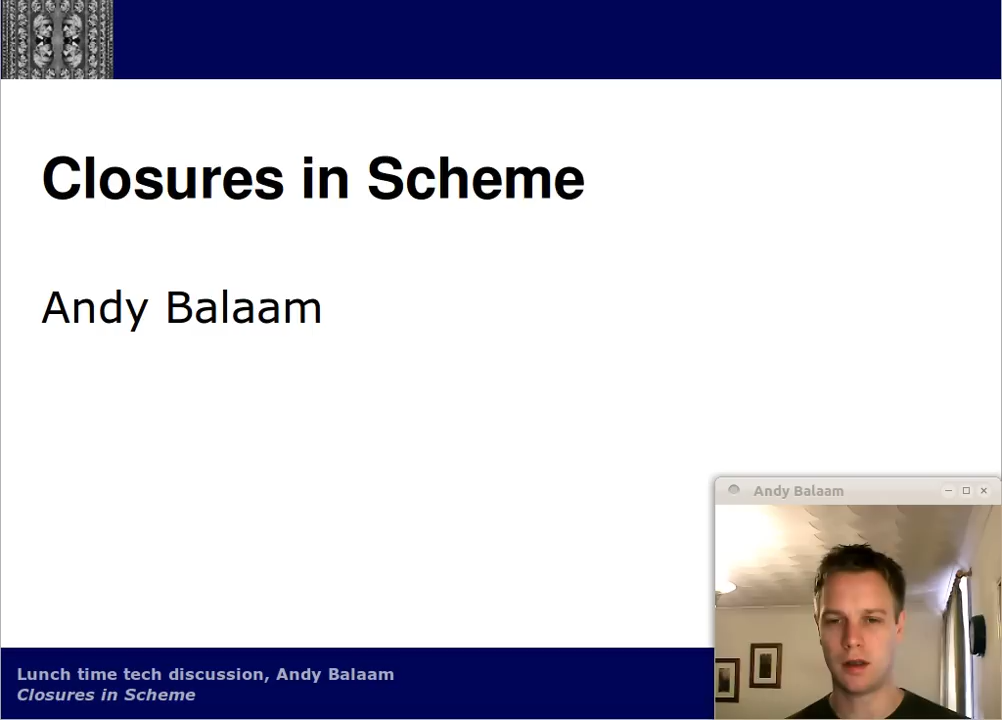 Closures in Scheme
Andy Balaam
Andy Balaam
Lunch time tech discussion, Andy Balaam
Closures in Scheme